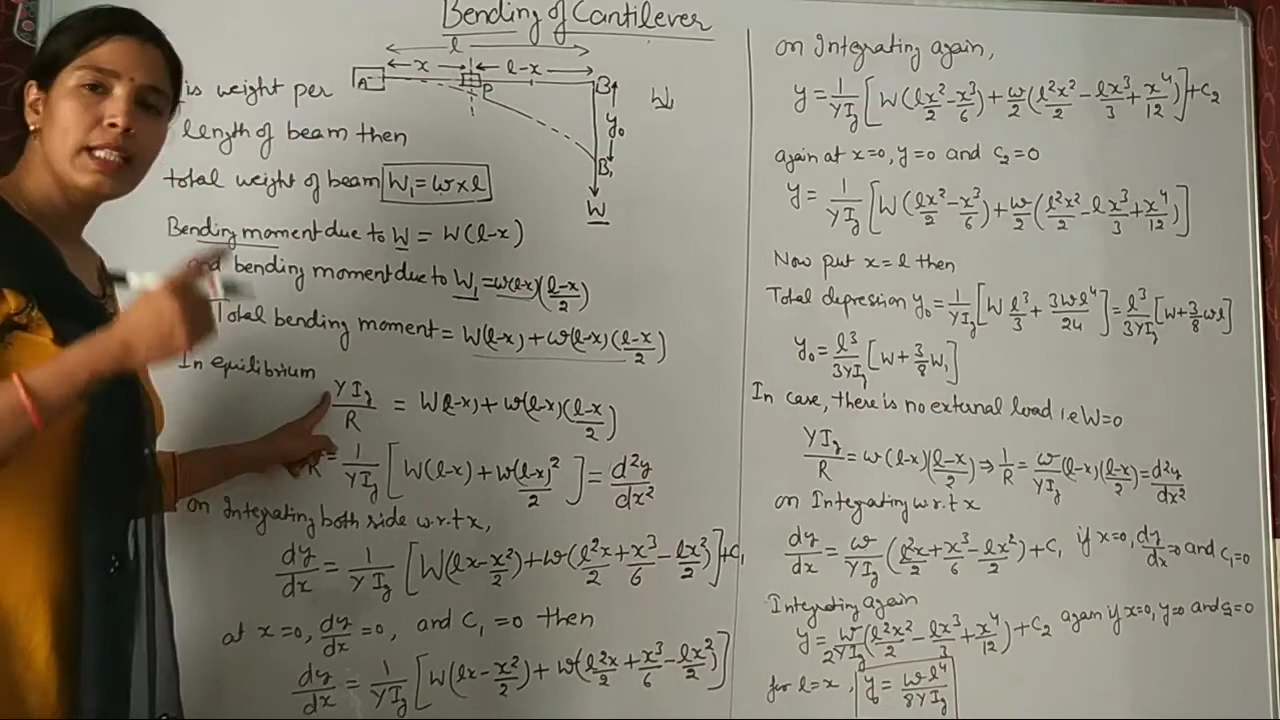 Bending of Cantilever
l
x l-x
A P B
y₀
B₁
W
W
is weight per
length of beam then
total weight of beam W₁ = w×l
Bending moment due to W = W(l-x)
and bending moment due to W₁ = w(l-x)((l-x)/2)
Total bending moment = W(l-x) + w(l-x)((l-x)/2)
In equilibrium
YI_g/R = W(l-x) + w(l-x)((l-x)/2)
R = 1/YI_g [W(l-x) + w(l-x)²/2] = d²y/dx²
on Integrating both side w.r.t x,
dy/dx = 1/YI_g [W(lx - x²/2) + w(l²x/2 + x³/6 - lx²/2)] + C₁
at x=0, dy/dx = 0, and C₁ = 0 then
dy/dx = 1/YI_g [W(lx - x²/2) + w(l²x/2 + x³/6 - lx²/2)]
on Integrating again,
y = 1/YI_g [W(lx²/2 - x³/6) + w/2(l²x²/2 - lx³/3 + x⁴/12)] + C₂
again at x=0, y=0 and C₂=0
y = 1/YI_g [W(lx²/2 - x³/6) + w/2(l²x²/2 - lx³/3 + x⁴/12)]
Now put x = l then
Total depression y₀ = 1/YI_g [W l³/3 + 3wl⁴/24] = l³/3YI_g [W + 3/8 wl]
y₀ = l³/3YI_g [W + 3/8 W₁]
In case, there is no external load i.e W=0
YI_g/R = w(l-x)((l-x)/2) ⇒ 1/R = w/YI_g (l-x)((l-x)/2) = d²y/dx²
on Integrating w.r.t x
dy/dx = w/YI_g (l²x/2 + x³/6 - lx²/2) + C₁ if x=0, dy/dx = 0 and C₁=0
Integrating again
y = w/2YI_g (l²x²/2 - lx³/3 + x⁴/12) + C₂ again if x=0, y=0 and C₂=0
for l=x, y₀ = wl⁴/8YI_g